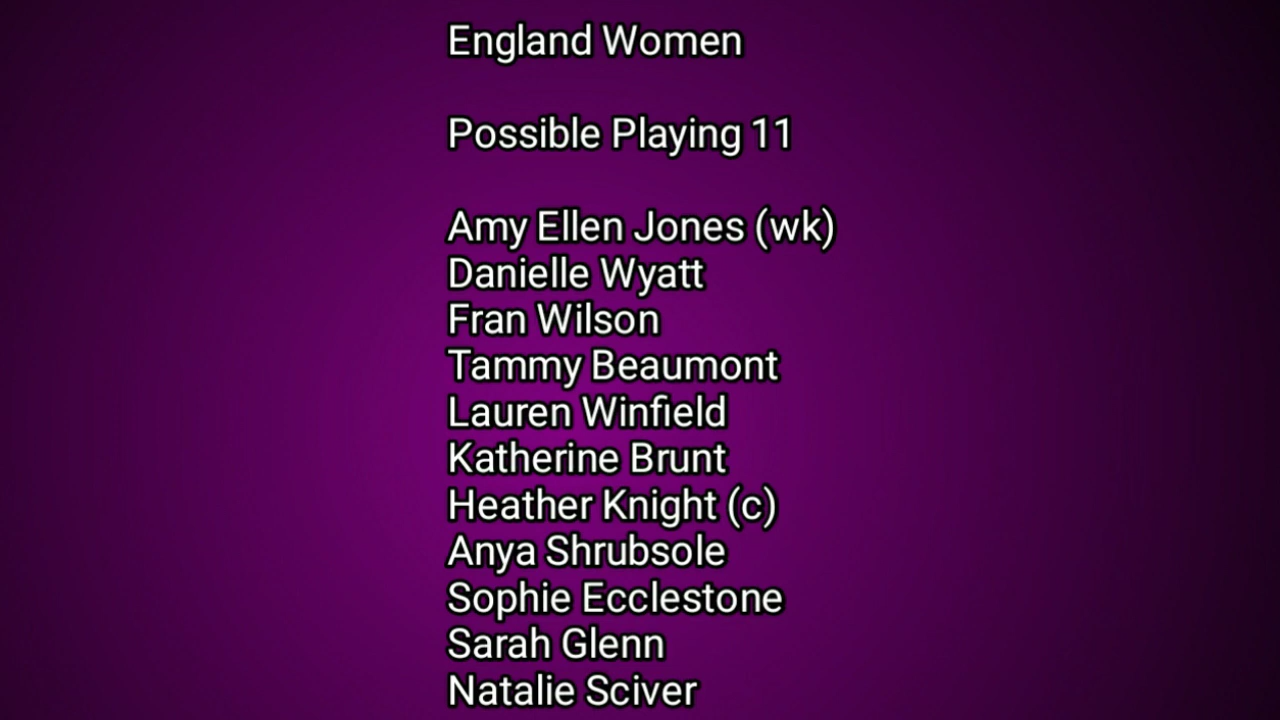 England Women
Possible Playing 11
Amy Ellen Jones (wk)
Danielle Wyatt
Fran Wilson
Tammy Beaumont
Lauren Winfield
Katherine Brunt
Heather Knight (c)
Anya Shrubsole
Sophie Ecclestone
Sarah Glenn
Natalie Sciver